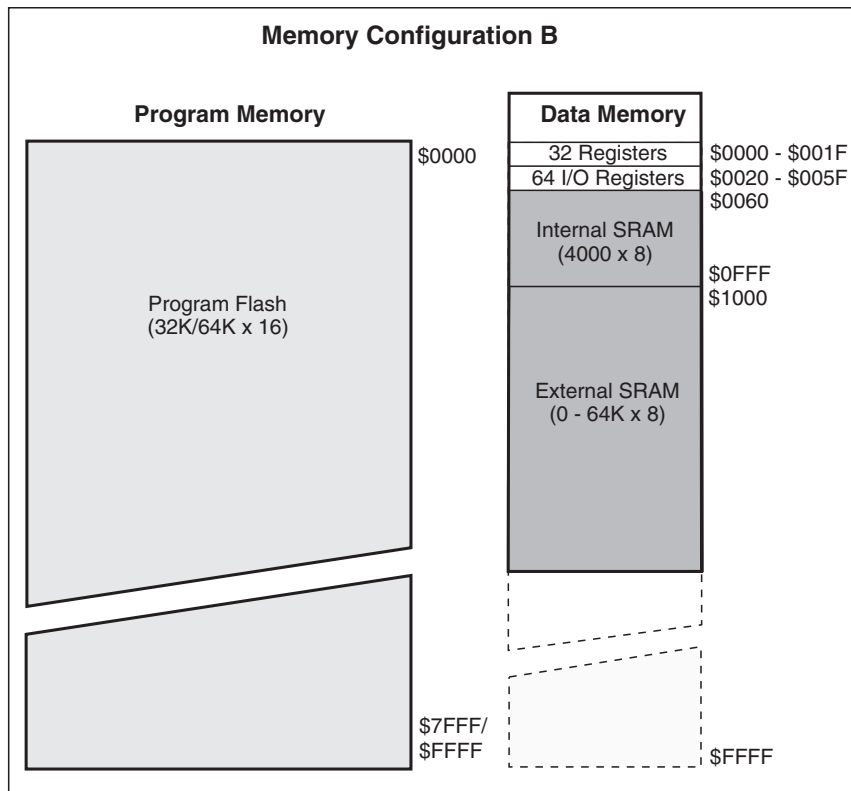 Memory Configuration B
Program Memory
$0000
Program Flash
(32K/64K x 16)
$7FFF/
$FFFF
Data Memory
32 Registers
$0000 - $001F
64 I/O Registers
$0020 - $005F
$0060
Internal SRAM
(4000 x 8)
$0FFF
$1000
External SRAM
(0 - 64K x 8)
$FFFF